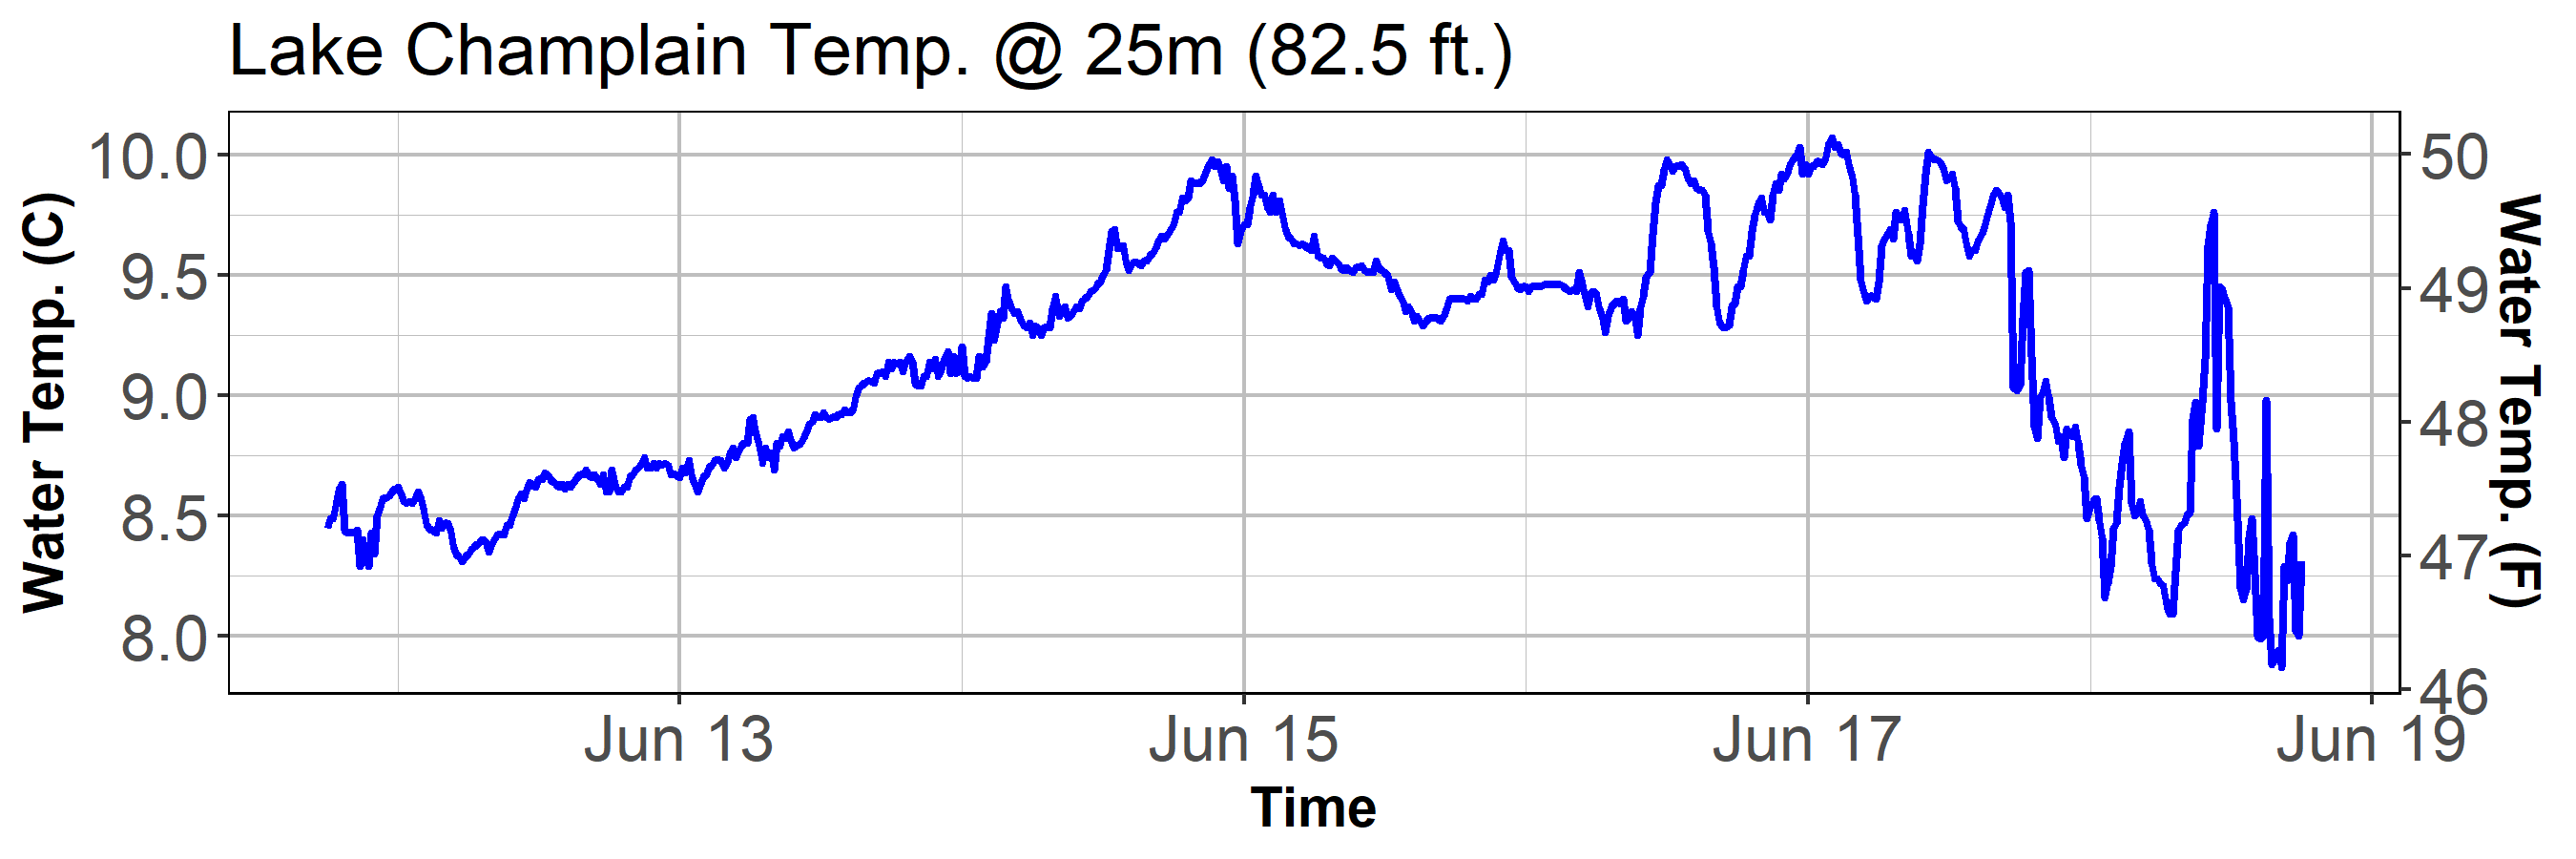 Lake Champlain Temp. @ 25m (82.5 ft.)
10.0
9.5
9.0
8.5
8.0
Water Temp. (C)
50
49
48
47
46
Water Temp. (F)
Jun 13
Jun 15
Jun 17
Jun 19
Time